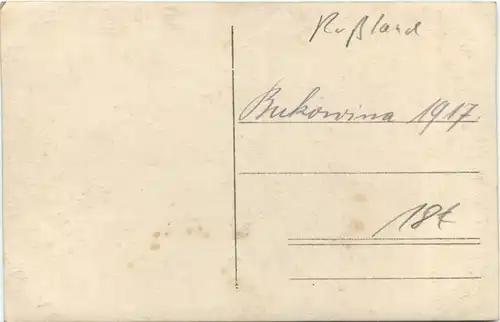 Rußland
Bukowina 1917.
18€